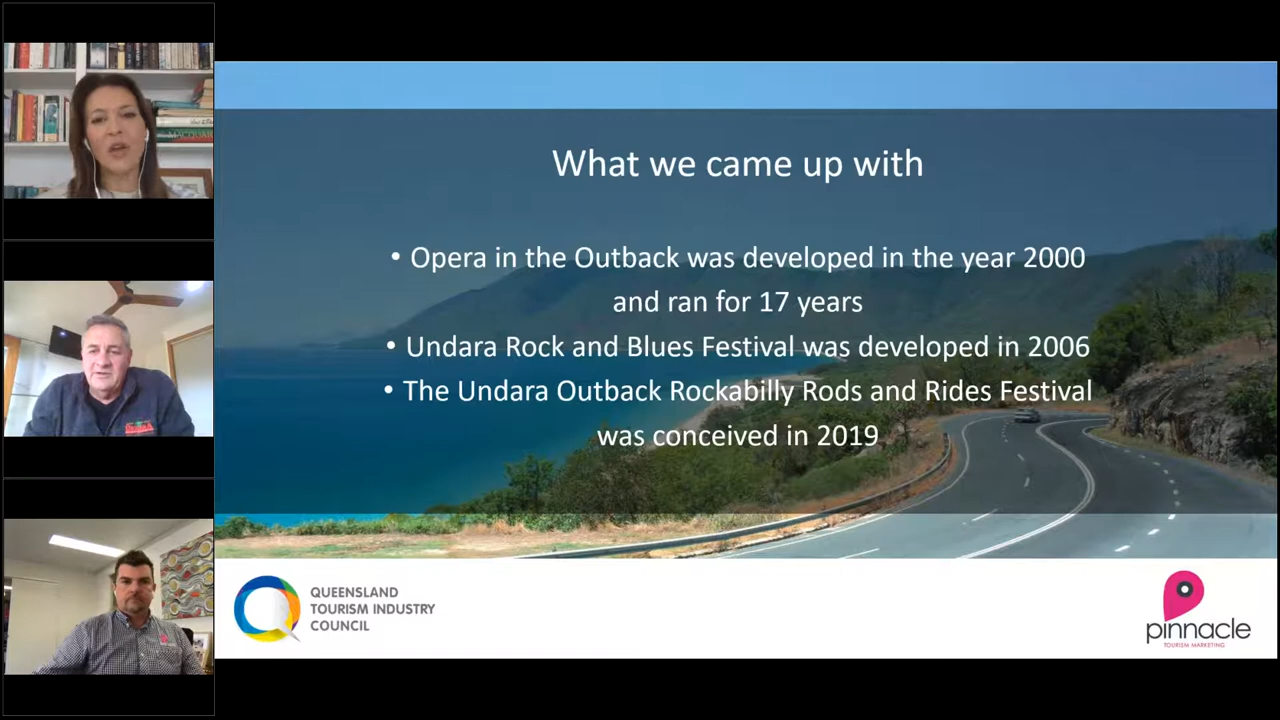 What we came up with
• Opera in the Outback was developed in the year 2000
and ran for 17 years
• Undara Rock and Blues Festival was developed in 2006
• The Undara Outback Rockabilly Rods and Rides Festival
was conceived in 2019
QUEENSLAND
TOURISM INDUSTRY
COUNCIL
pinnacle
TOURISM MARKETING